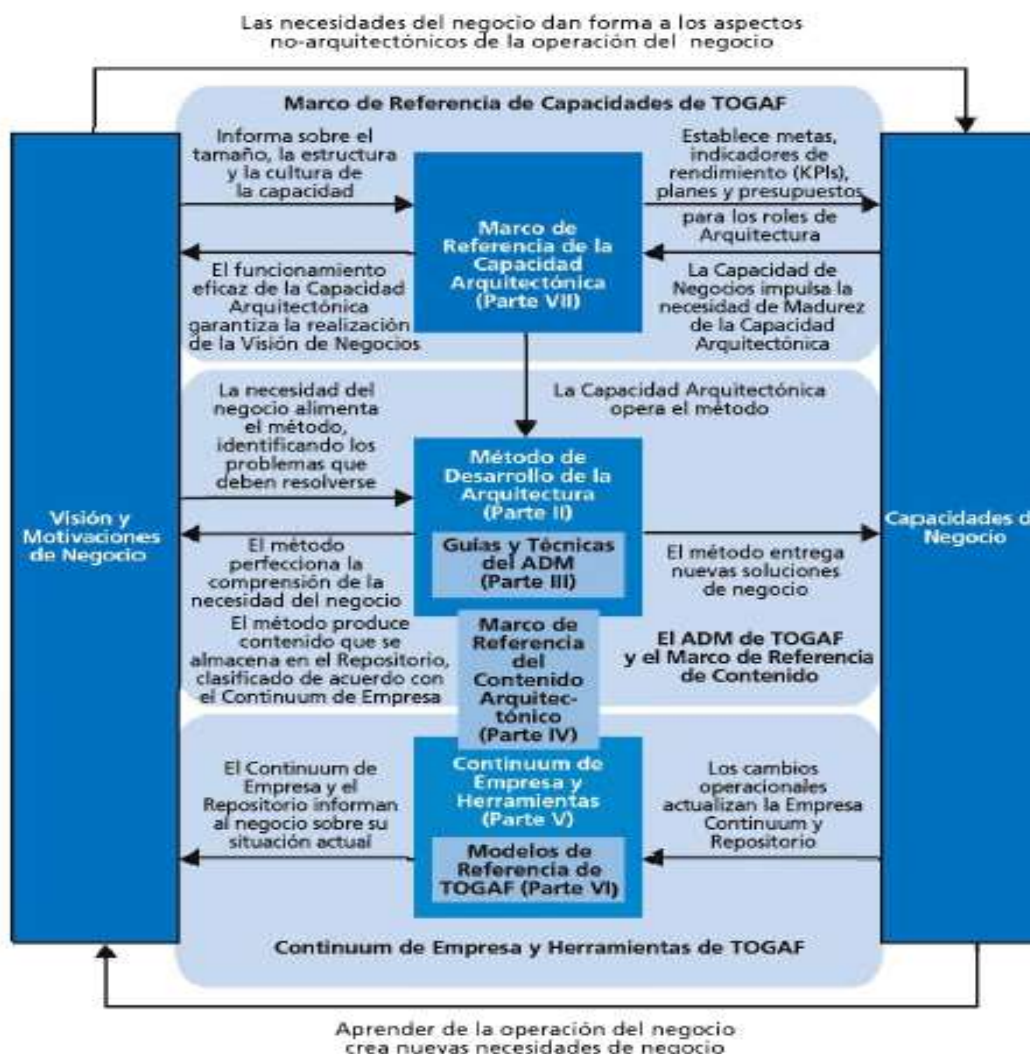 Las necesidades del negocio dan forma a los aspectos
no-arquitectónicos de la operación del negocio
Marco de Referencia de Capacidades de TOGAF
Informa sobre el
tamaño, la estructura
y la cultura de
la capacidad
Establece metas,
indicadores de
rendimiento (KPIs),
planes y presupuestos
para los roles de
Arquitectura
Marco de
Referencia de la
Capacidad
Arquitectónica
(Parte VII)
El funcionamiento
eficaz de la Capacidad
Arquitectónica
garantiza la realización
de la Visión de Negocios
La Capacidad de
Negocios impulsa la
necesidad de Madurez
de la Capacidad
Arquitectónica
La necesidad del
negocio alimenta
el método,
identificando los
problemas que
deben resolverse
La Capacidad Arquitectónica
opera el método
Método de
Desarrollo de la
Arquitectura
(Parte II)
Visión y
Motivaciones
de Negocio
Capacidades de
Negocio
Guías y Técnicas
del ADM
(Parte III)
El método
perfecciona la
comprensión de la
necesidad del negocio
El método entrega
nuevas soluciones
de negocio
El método produce
contenido que se
almacena en el Repositorio,
clasificado de acuerdo con
el Continuum de Empresa
Marco de
Referencia
del
Contenido
Arquitec-
tónico
(Parte IV)
El ADM de TOGAF
y el Marco de Referencia
de Contenido
El Continuum de
Empresa y el
Repositorio informan
al negocio sobre su
situación actual
Continuum de
Empresa y
Herramientas
(Parte V)
Modelos de
Referencia de
TOGAF (Parte VI)
Los cambios
operacionales
actualizan la Empresa
Continuum y
Repositorio
Continuum de Empresa y Herramientas de TOGAF
Aprender de la operación del negocio
crea nuevas necesidades de negocio